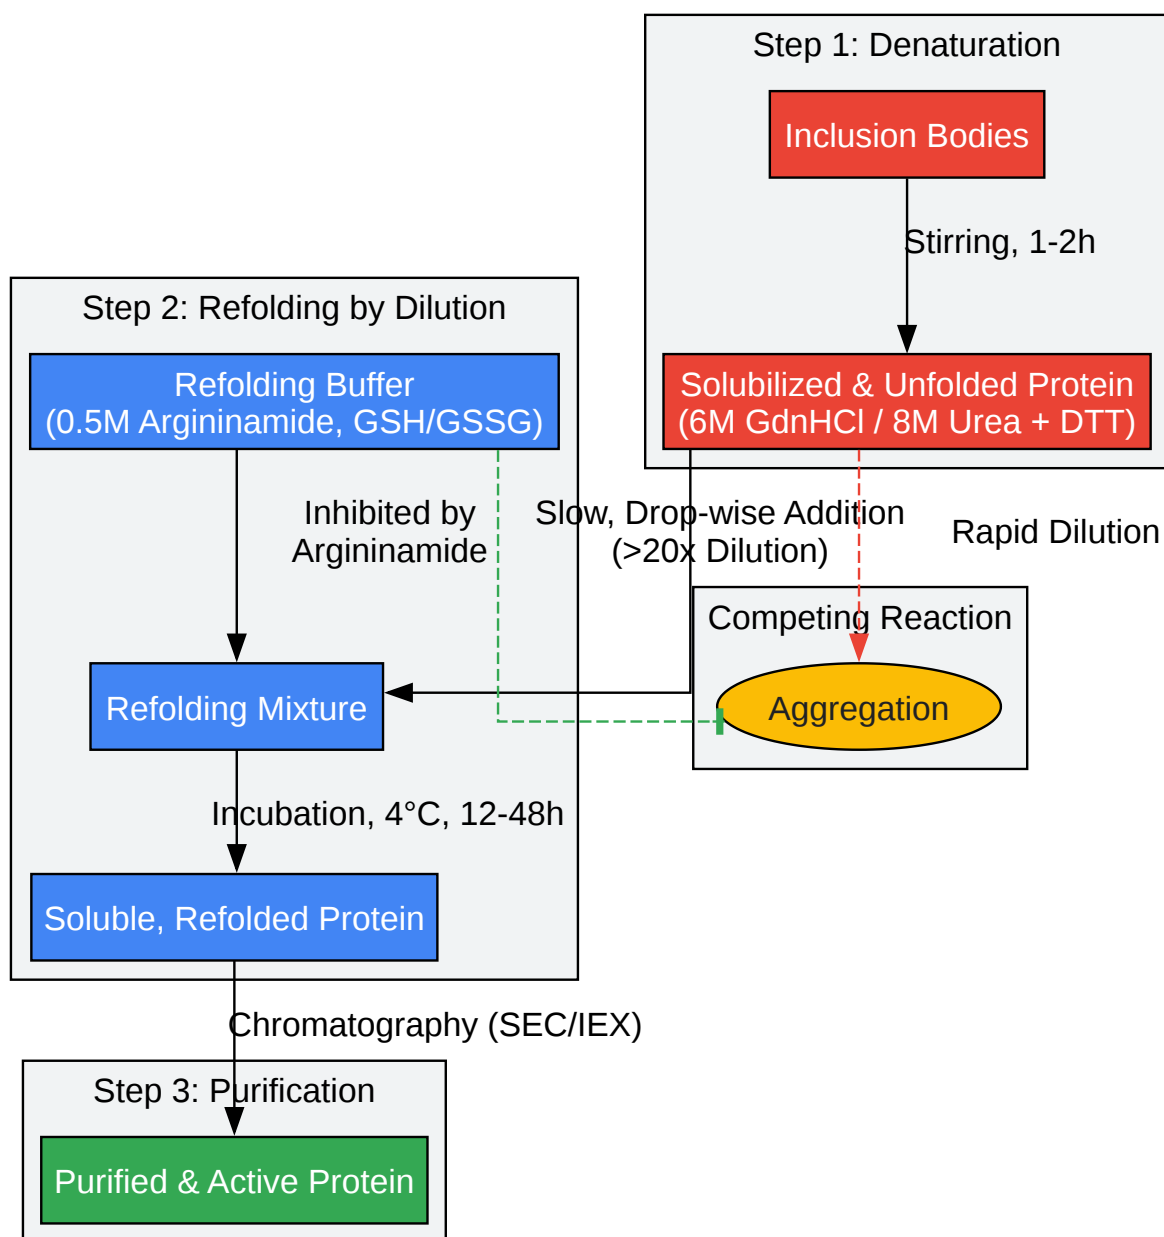 Step 1: Denaturation
Inclusion Bodies
Stirring, 1-2h
Step 2: Refolding by Dilution
Refolding Buffer
(0.5M Argininamide, GSH/GSSG)
Solubilized & Unfolded Protein
(6M GdnHCl / 8M Urea + DTT)
Inhibited by
Argininamide
Slow, Drop-wise Addition
(>20x Dilution)
Rapid Dilution
Competing Reaction
Refolding Mixture
Aggregation
Incubation, 4°C, 12-48h
Soluble, Refolded Protein
Chromatography (SEC/IEX)
Step 3: Purification
Purified & Active Protein